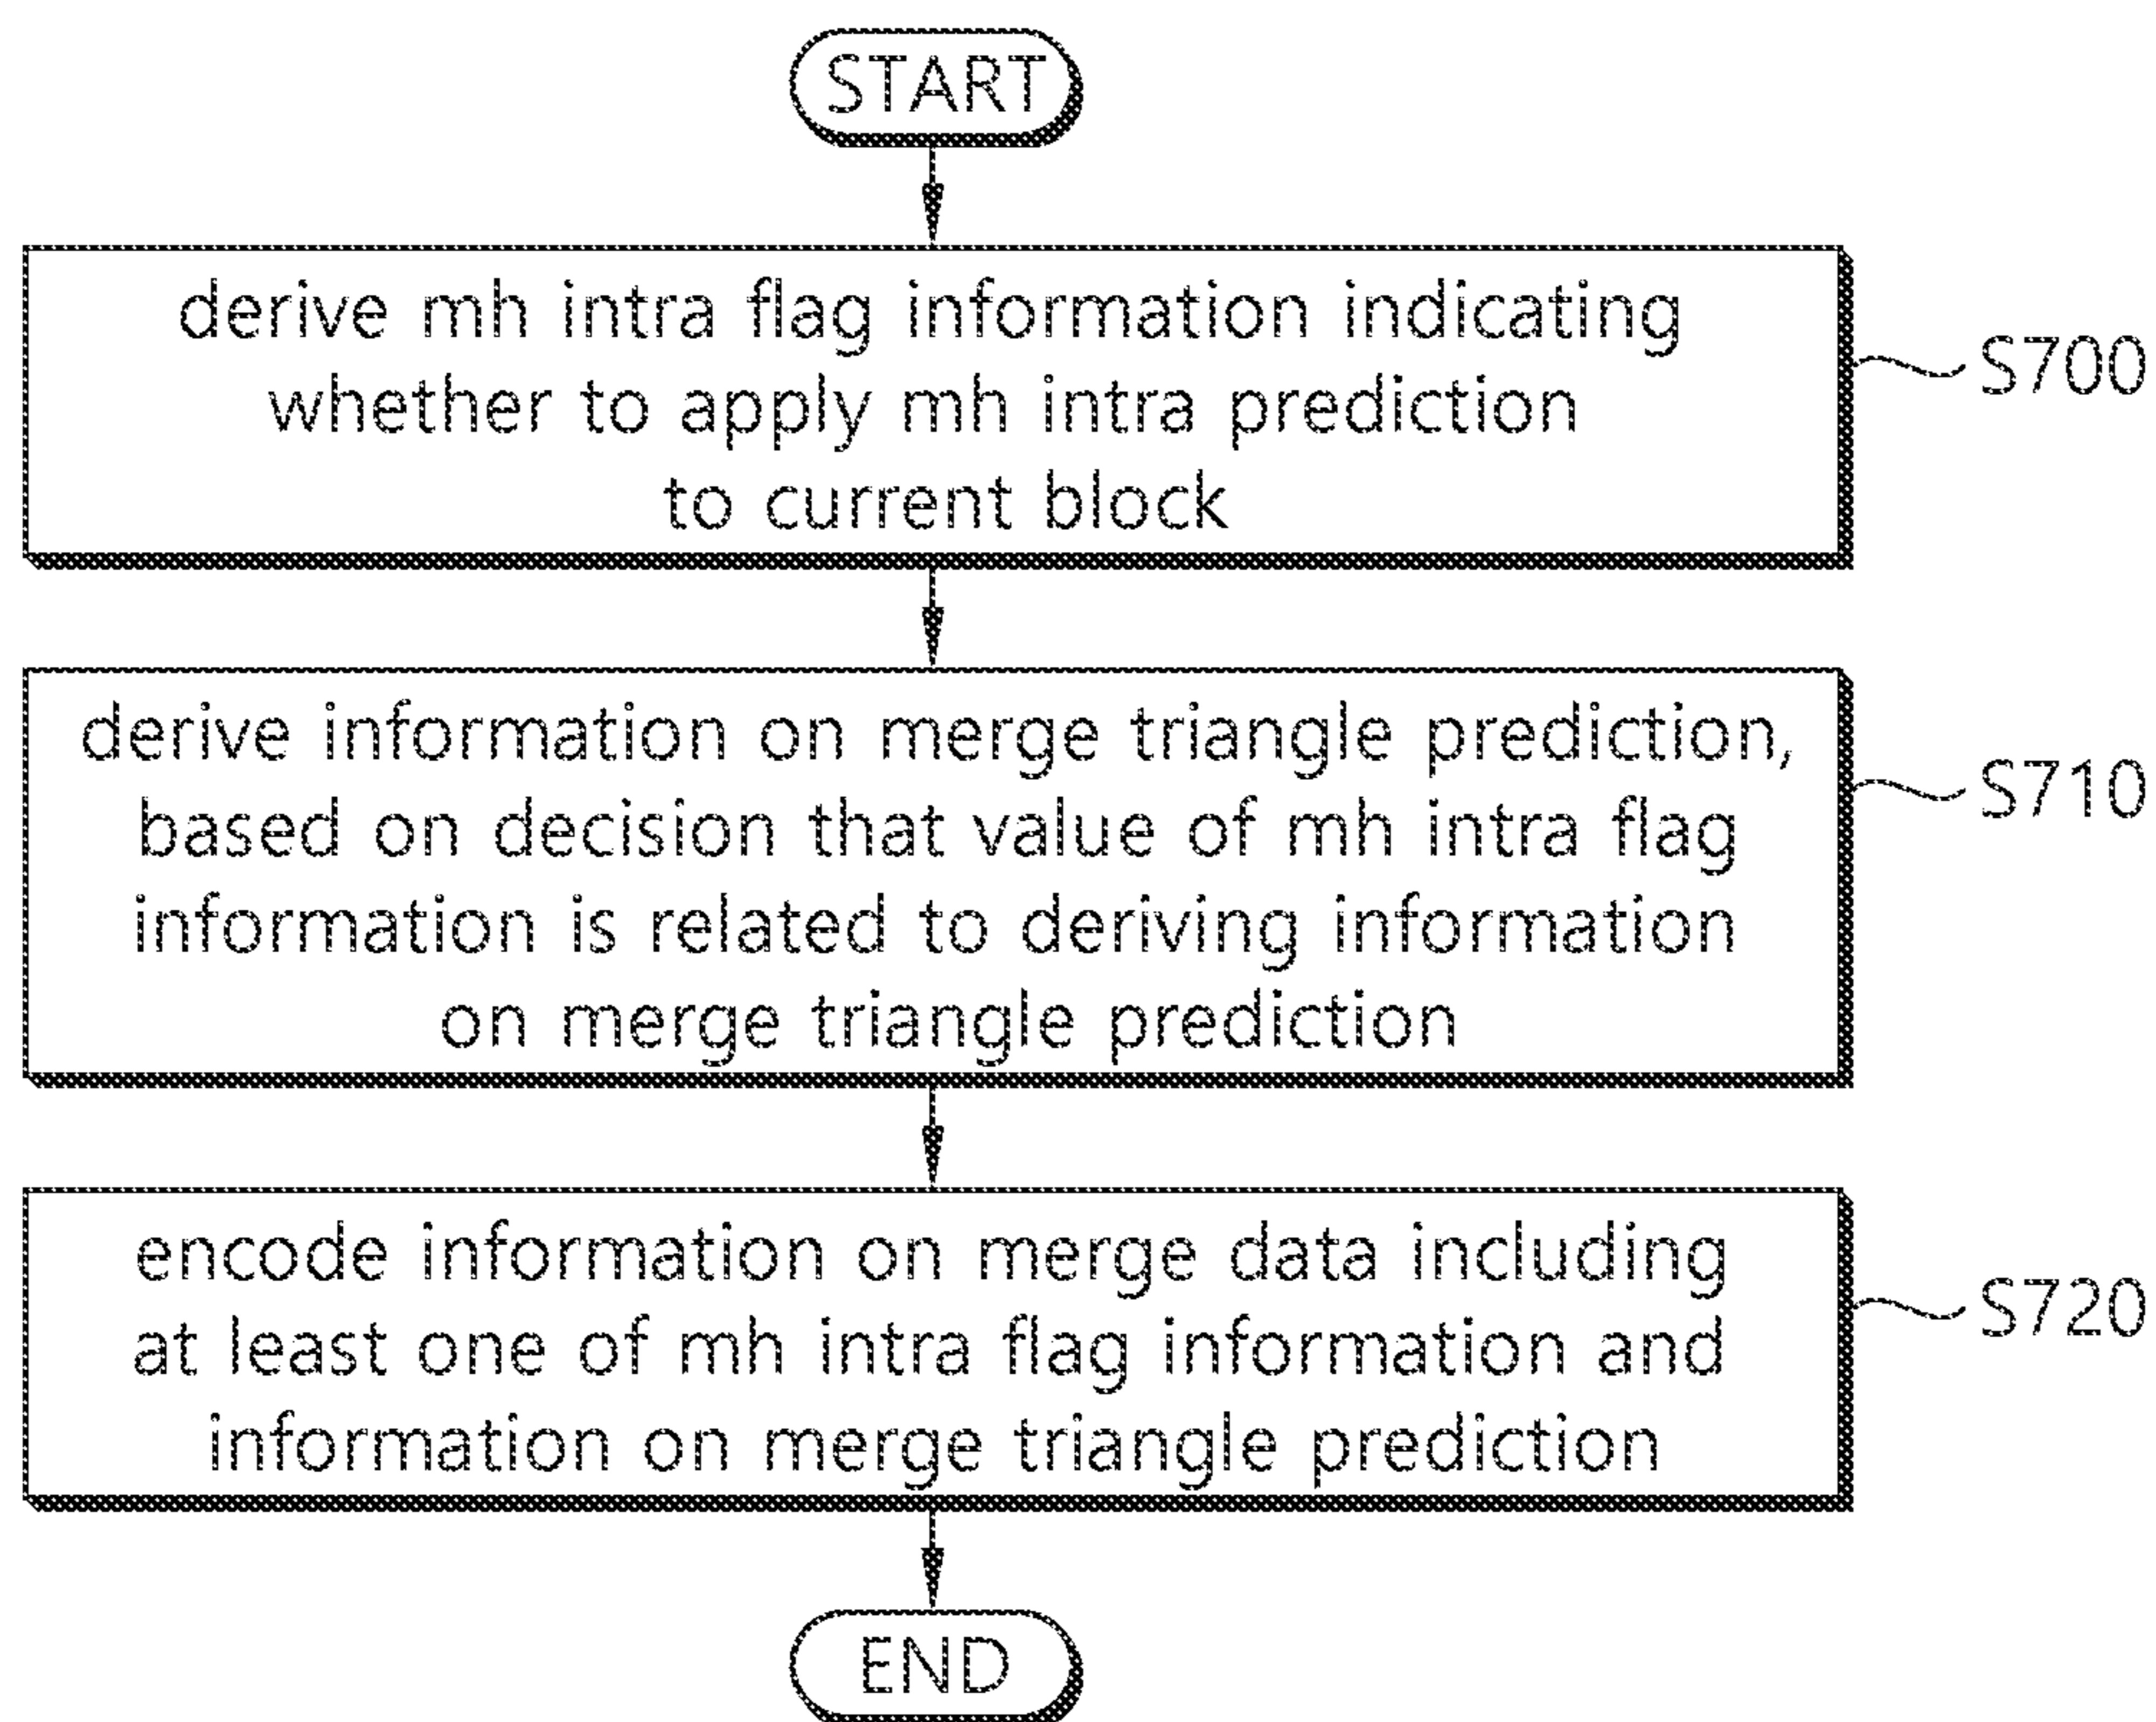 START
derive mh intra flag information indicating
whether to apply mh intra prediction
to current block
S700
derive information on merge triangle prediction,
based on decision that value of mh intra flag
information is related to deriving information
on merge triangle prediction
S710
encode information on merge data including
at least one of mh intra flag information and
information on merge triangle prediction
S720
END